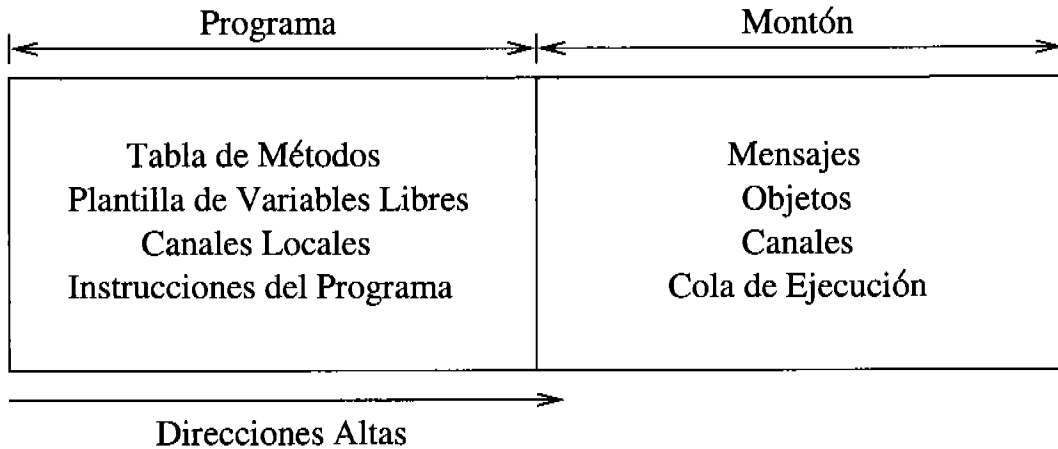 Programa
Montón
Tabla de Métodos
Plantilla de Variables Libres
Canales Locales
Instrucciones del Programa
Mensajes
Objetos
Canales
Cola de Ejecución
Direcciones Altas